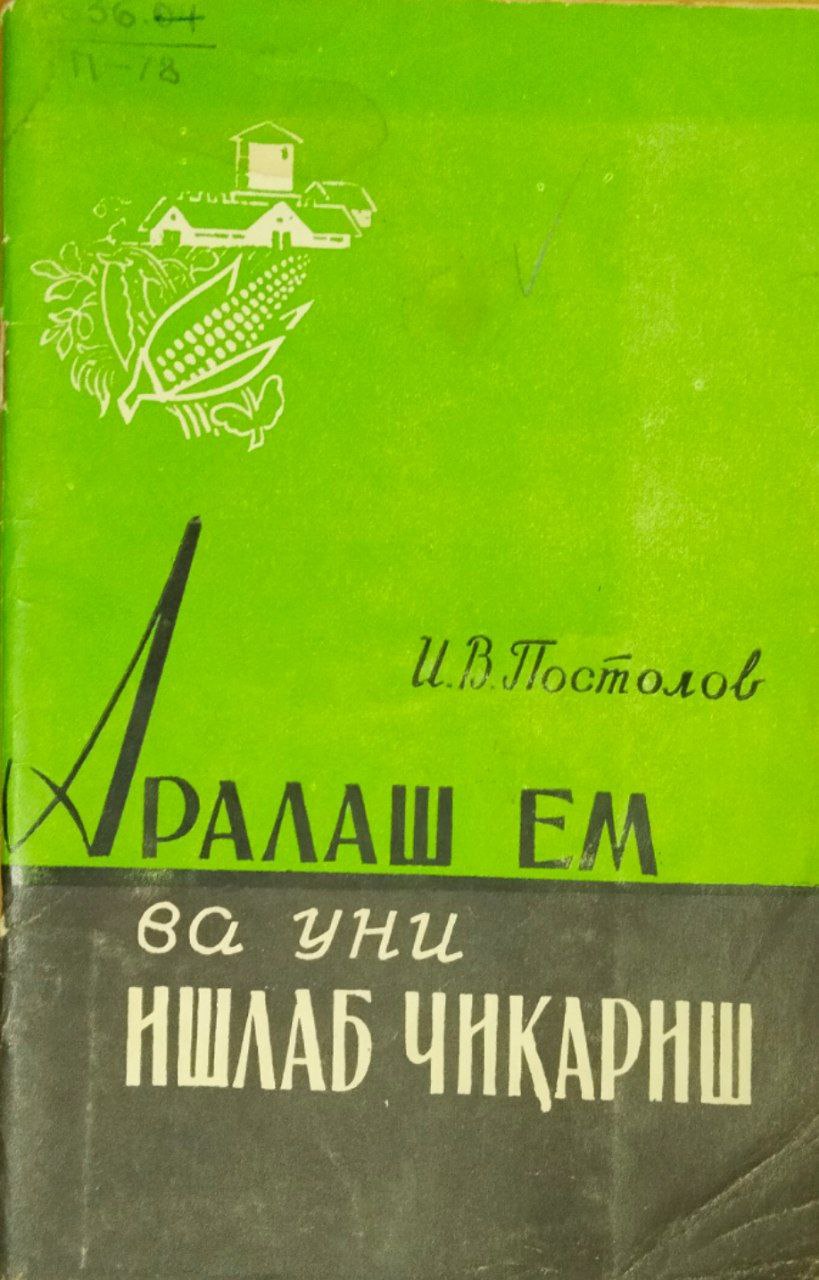 36.04
П-78
И.В.Постолов
АРАЛАШ ЕМ
ва уни
ИШЛАБ ЧИҚАРИШ